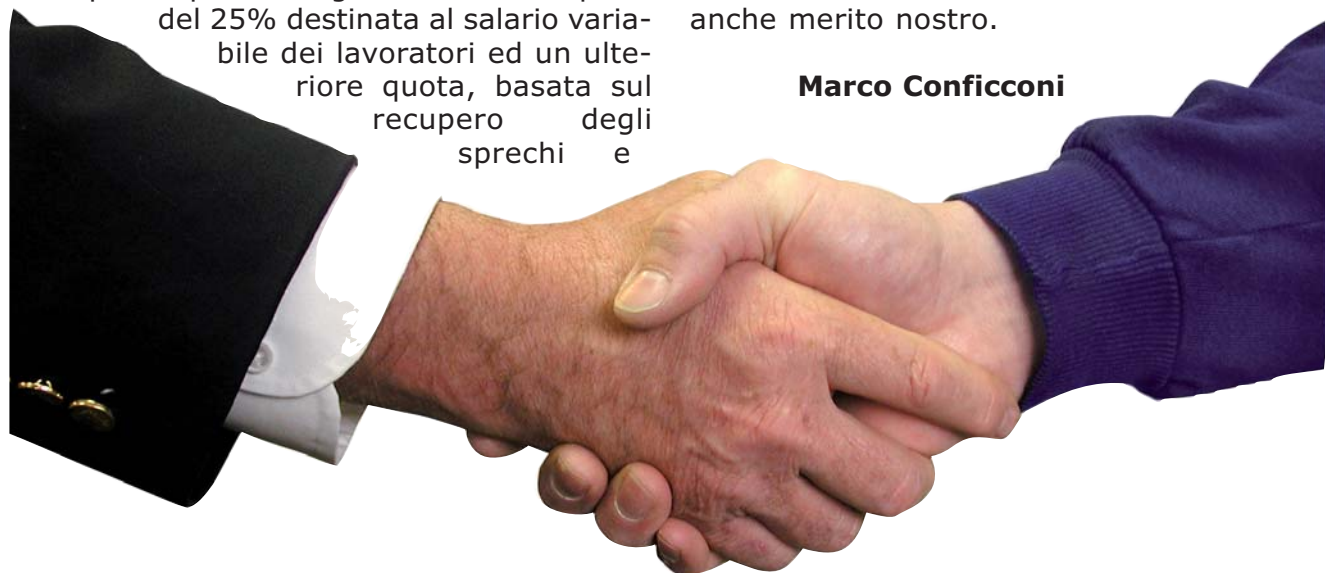 del 25% destinata al salario varia-
bile dei lavoratori ed un ulte-
riore quota, basata sul
recupero degli
sprechi e
anche merito nostro.
Marco Conficconi